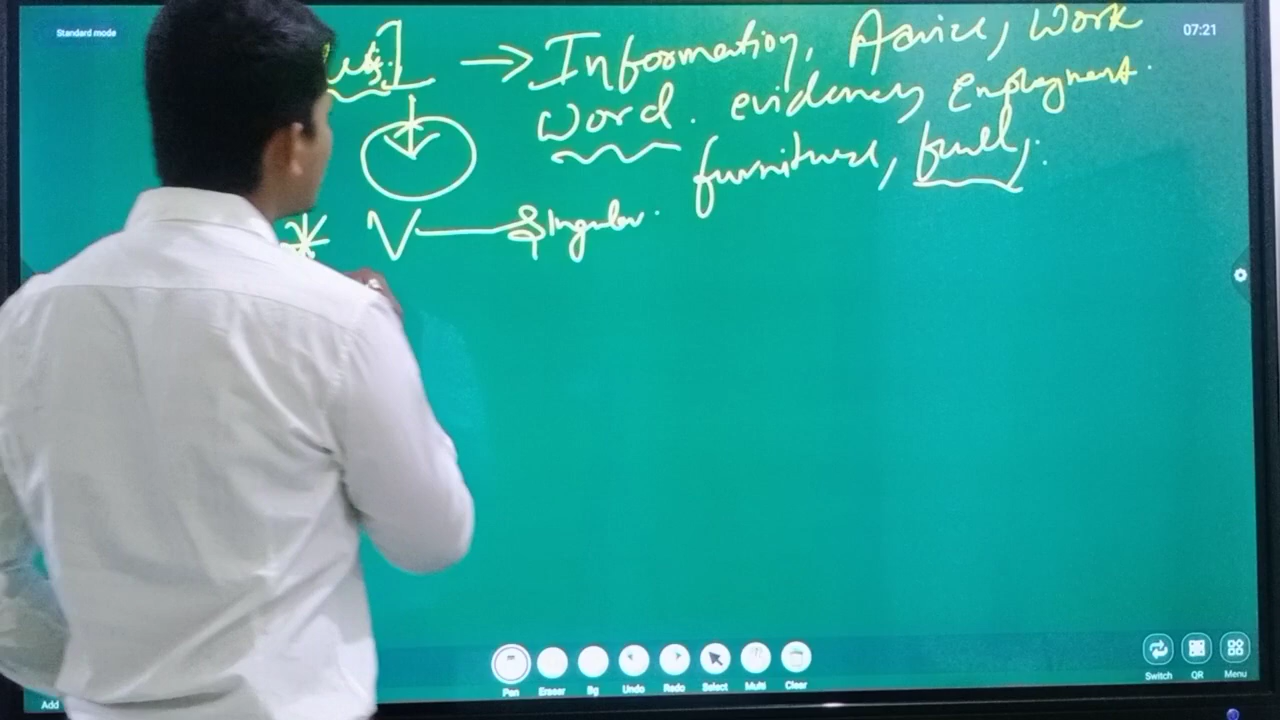 Standard mode
07:21
→ Information, Advice, Work
Word. evidence, Employment.
furniture,
* V — Singular.
Pen Eraser Bg Undo Redo Select Multi Clear
Switch QR Menu
Add